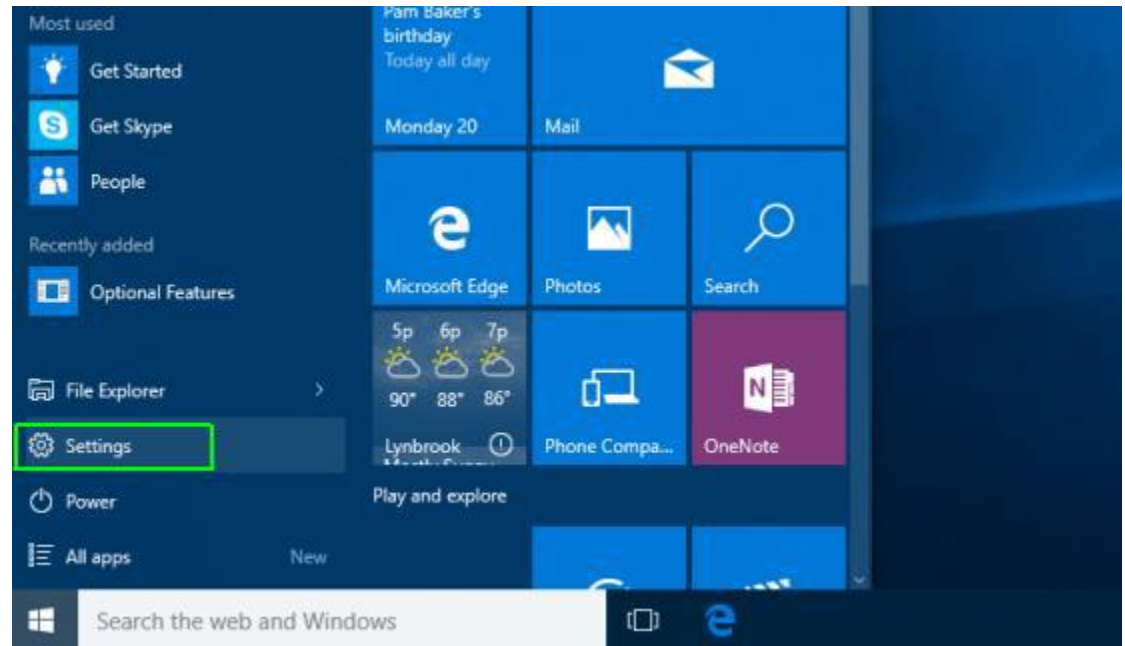 Most used
Get Started
Get Skype
People
Recently added
Optional Features
File Explorer
Settings
Power
All apps New
Pam Baker's
birthday
Today all day
Monday 20
Mail
Microsoft Edge
Photos
Search
5p 6p 7p
90° 88° 86°
Lynbrook
Mostly Sunny
Phone Compa...
OneNote
Play and explore
Search the web and Windows